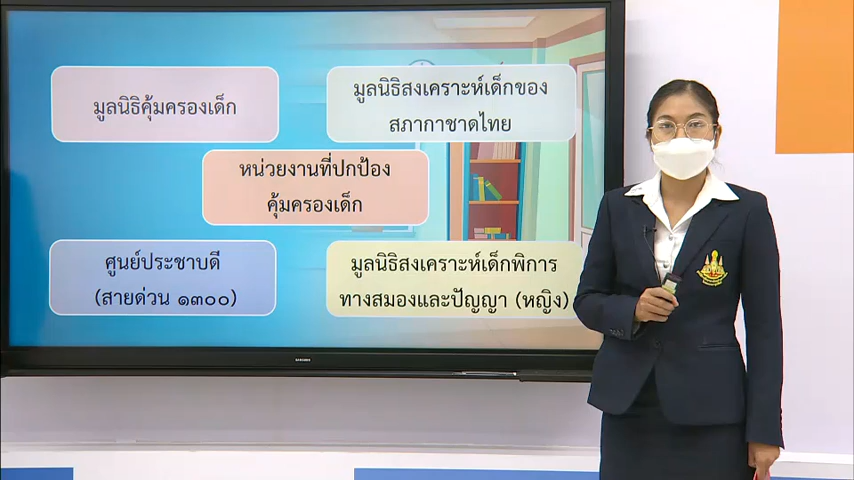 มูลนิธิคุ้มครองเด็ก
มูลนิธิสงเคราะห์เด็กของ
สภากาชาดไทย
หน่วยงานที่ปกป้อง
คุ้มครองเด็ก
ศูนย์ประชาบดี
(สายด่วน ๑๓๐๐)
มูลนิธิสงเคราะห์เด็กพิการ
ทางสมองและปัญญา (หญิง)
SAMSUNG